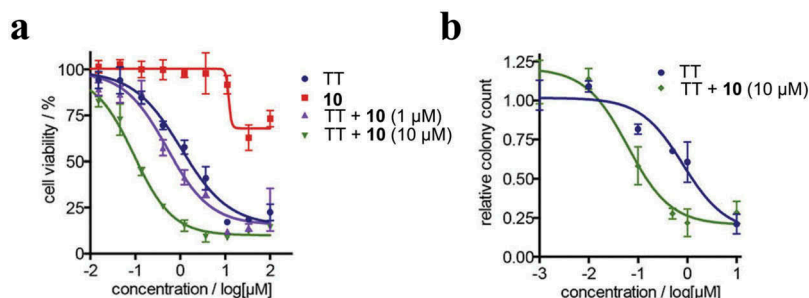 a
cell viability / %
100
75
50
25
0
-2 -1 0 1 2
concentration / log[µM]
TT
10
TT + 10 (1 µM)
TT + 10 (10 µM)
b
relative colony count
1.25
1.00
0.75
0.50
0.25
0.00
-3 -2 -1 0 1
concentration / log[µM]
TT
TT + 10 (10 µM)